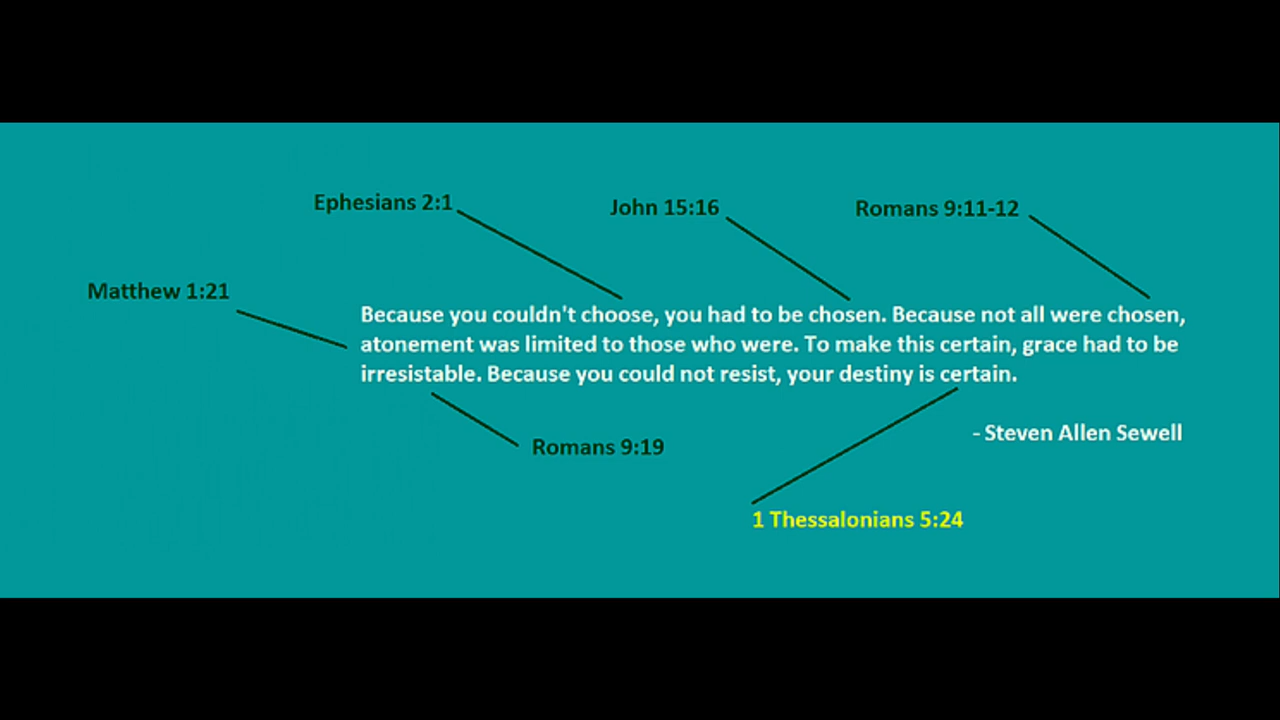 Ephesians 2:1
John 15:16
Romans 9:11-12
Matthew 1:21
Because you couldn't choose, you had to be chosen. Because not all were chosen,
atonement was limited to those who were. To make this certain, grace had to be
irresistable. Because you could not resist, your destiny is certain.
- Steven Allen Sewell
Romans 9:19
1 Thessalonians 5:24